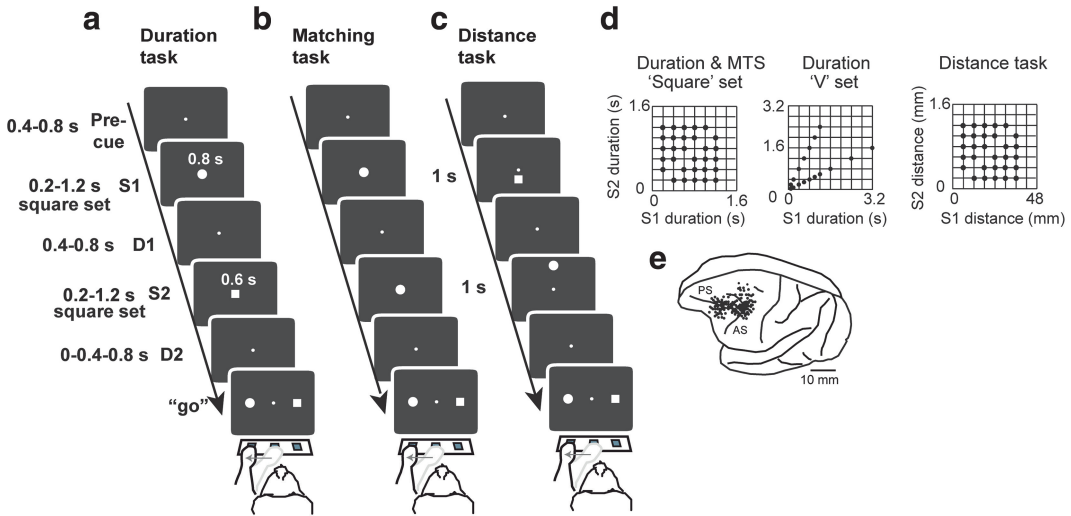 a
Duration
task
0.4-0.8 s
Pre-
cue
0.8 s
0.2-1.2 s S1
square set
0.4-0.8 s D1
0.6 s
0.2-1.2 s S2
square set
0-0.4-0.8 s D2
“go”
b
Matching
task
c
Distance
task
1 s
1 s
d
Duration & MTS
‘Square’ set
1.6
S2 duration (s)
0
0
1.6
S1 duration (s)
Duration
‘V’ set
3.2
1.6
0
0
1.6
3.2
S1 duration (s)
Distance task
1.6
S2 distance (mm)
0
0
48
S1 distance (mm)
e
PS
AS
10 mm